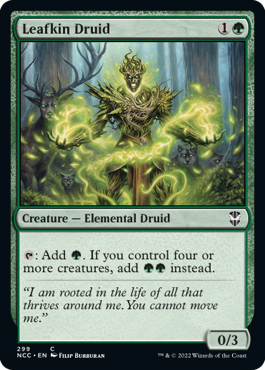 Leafkin Druid 1
Creature — Elemental Druid
: Add . If you control four or
more creatures, add instead.
“I am rooted in the life of all that
thrives around me. You cannot move
me.”
0/3
299 C
NCC • EN Filip Burburan
™ & © 2022 Wizards of the Coast